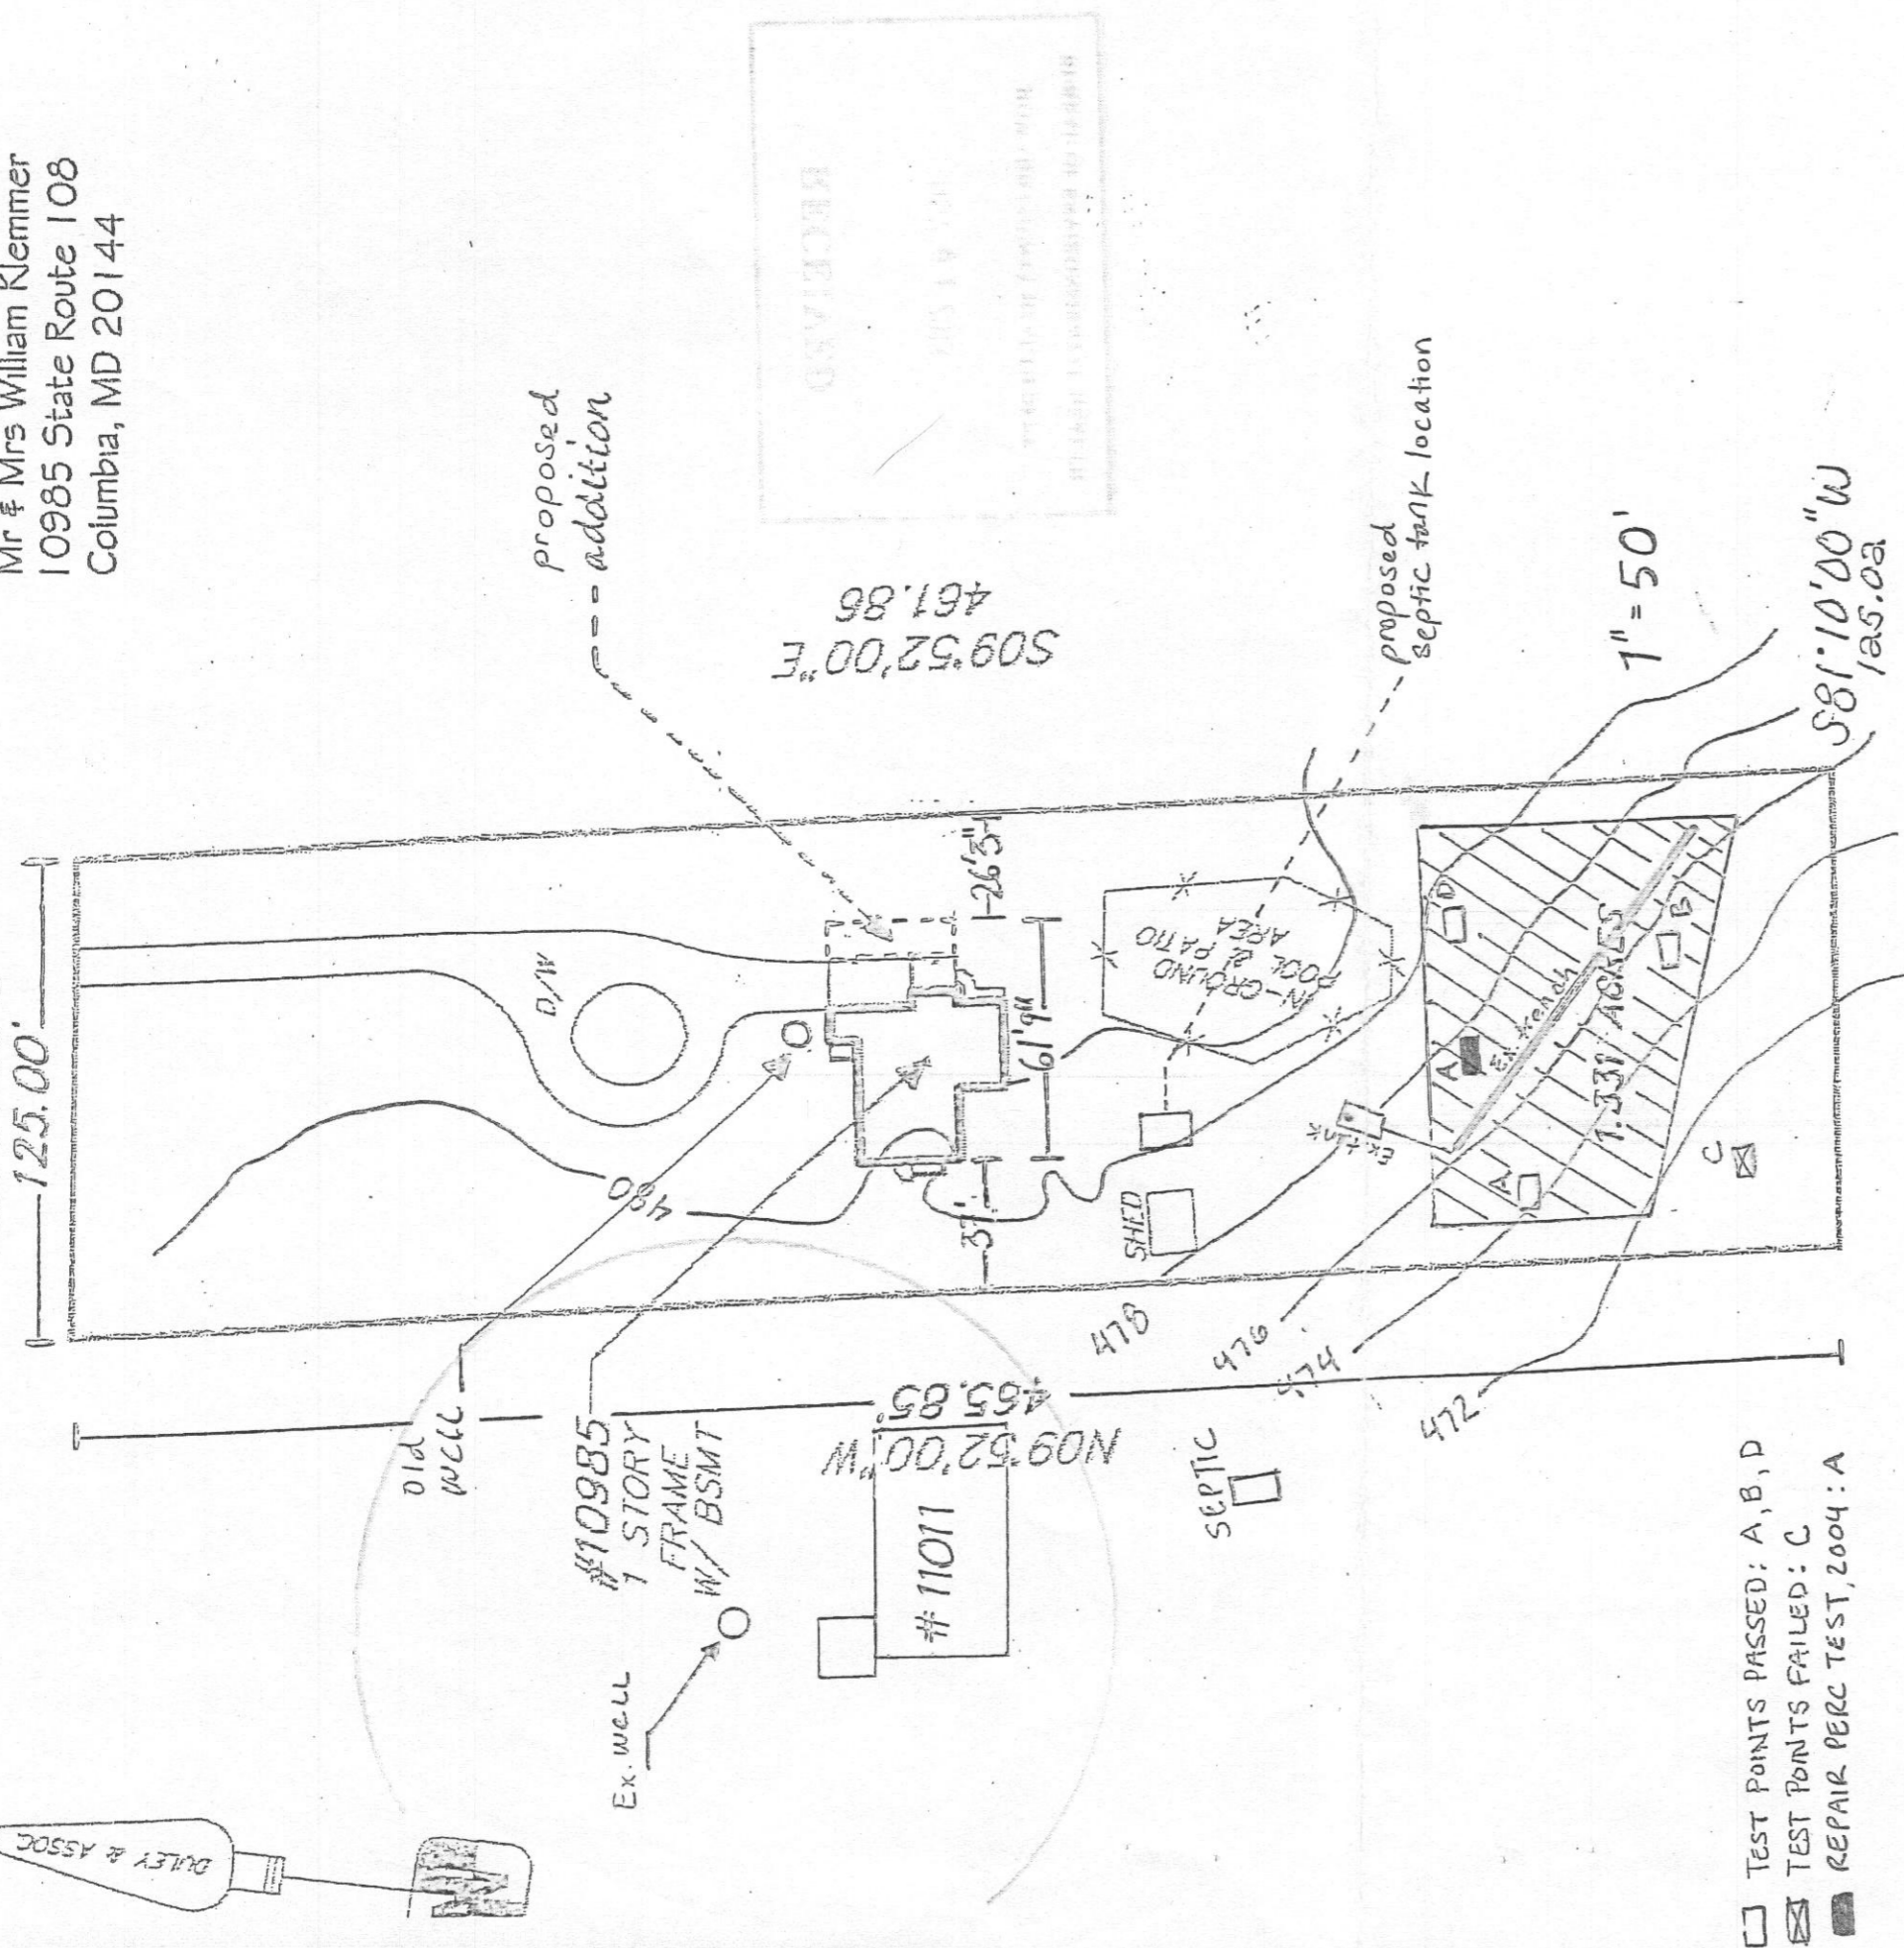 Mr & Mrs William Klemmer
10985 State Route 108
Columbia, MD 20144
125.00'
proposed
addition
RECEIVED
S09°52'00"E
461.86
D/W
480
Old
WELL
#10985
1 STORY
FRAME
W/ BSMT
26'3"
61'9"
37'
IN-GROUND
POOL & PATIO
AREA
proposed
septic tank location
1" = 50'
S81°10'00"W
125.02
SHED
Ex. well
# 11011
N09°52'00"W
465.85'
SEPTIC
478
476
474
472
A
D
B
A
C
DULEY & ASSOC
N
TEST POINTS PASSED: A, B, D
TEST POINTS FAILED: C
REPAIR PERC TEST, 2004: A